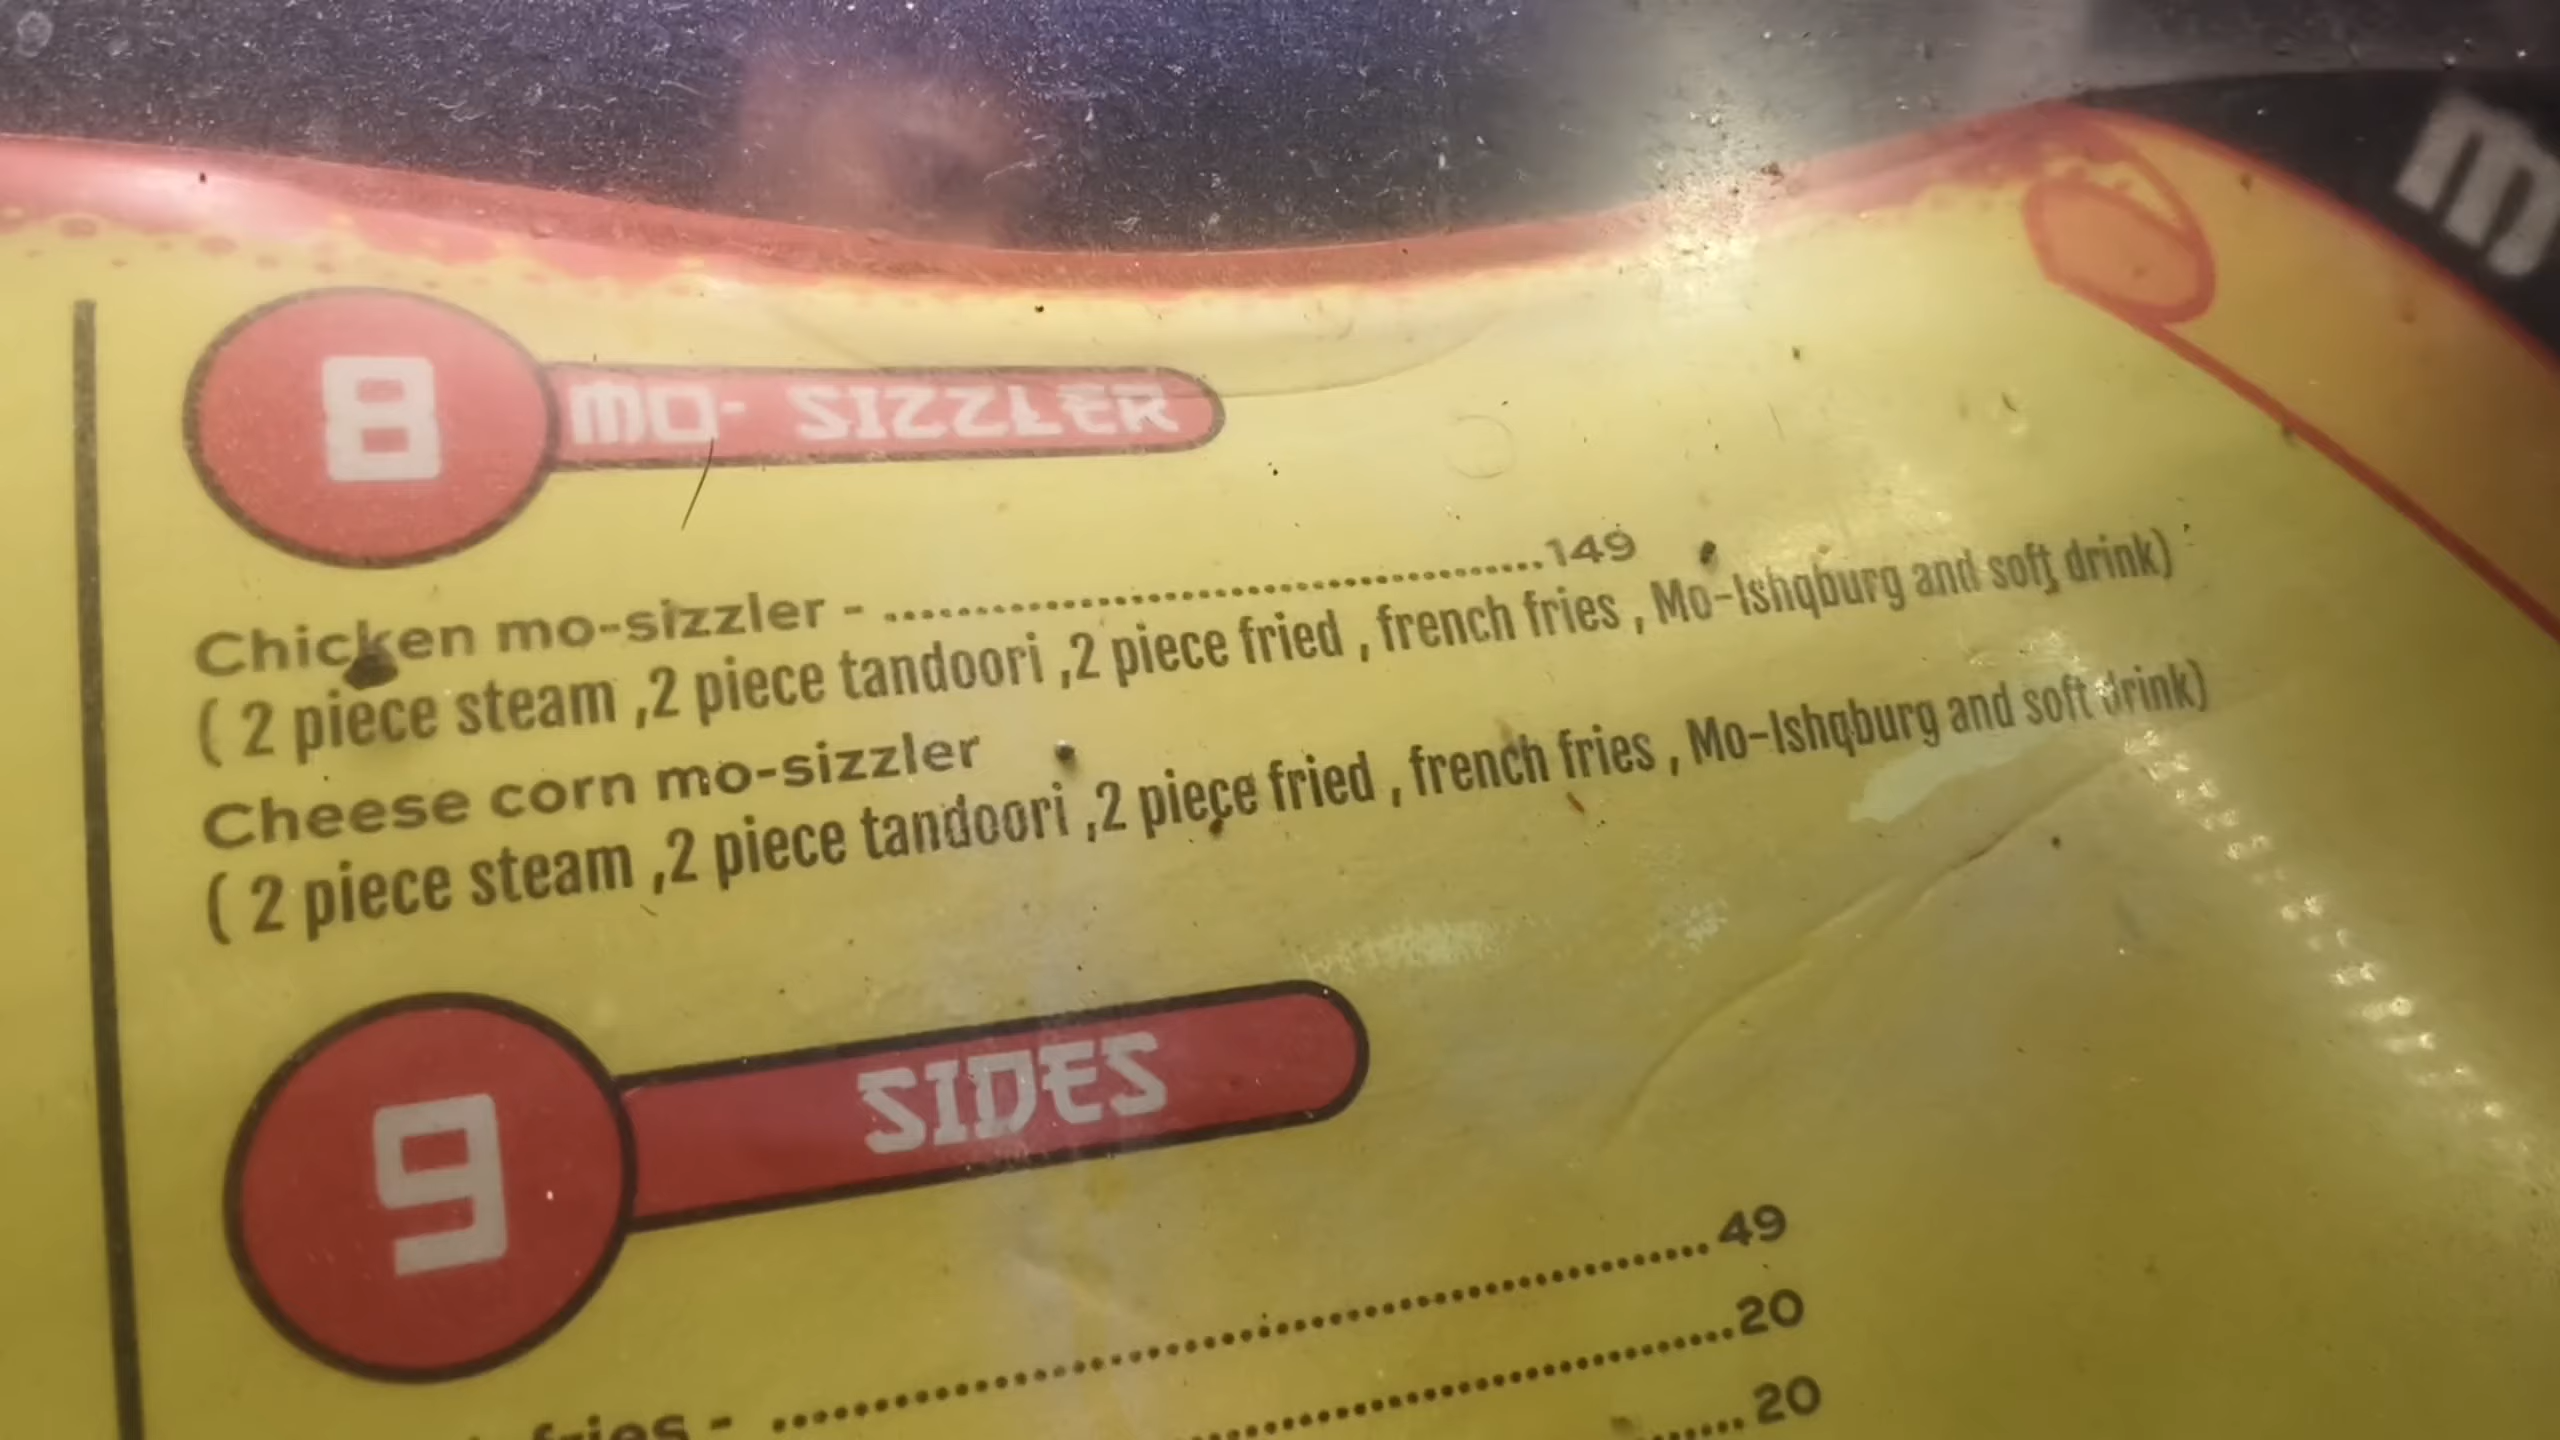 m
8 MO- SIZZLER
Chicken mo-sizzler - ............................................149
( 2 piece steam ,2 piece tandoori ,2 piece fried , french fries , Mo-Ishqburg and soft drink)
Cheese corn mo-sizzler
( 2 piece steam ,2 piece tandoori ,2 piece fried , french fries , Mo-Ishqburg and soft drink)
9 SIDES
fries - ............................................................49
............................20
......20